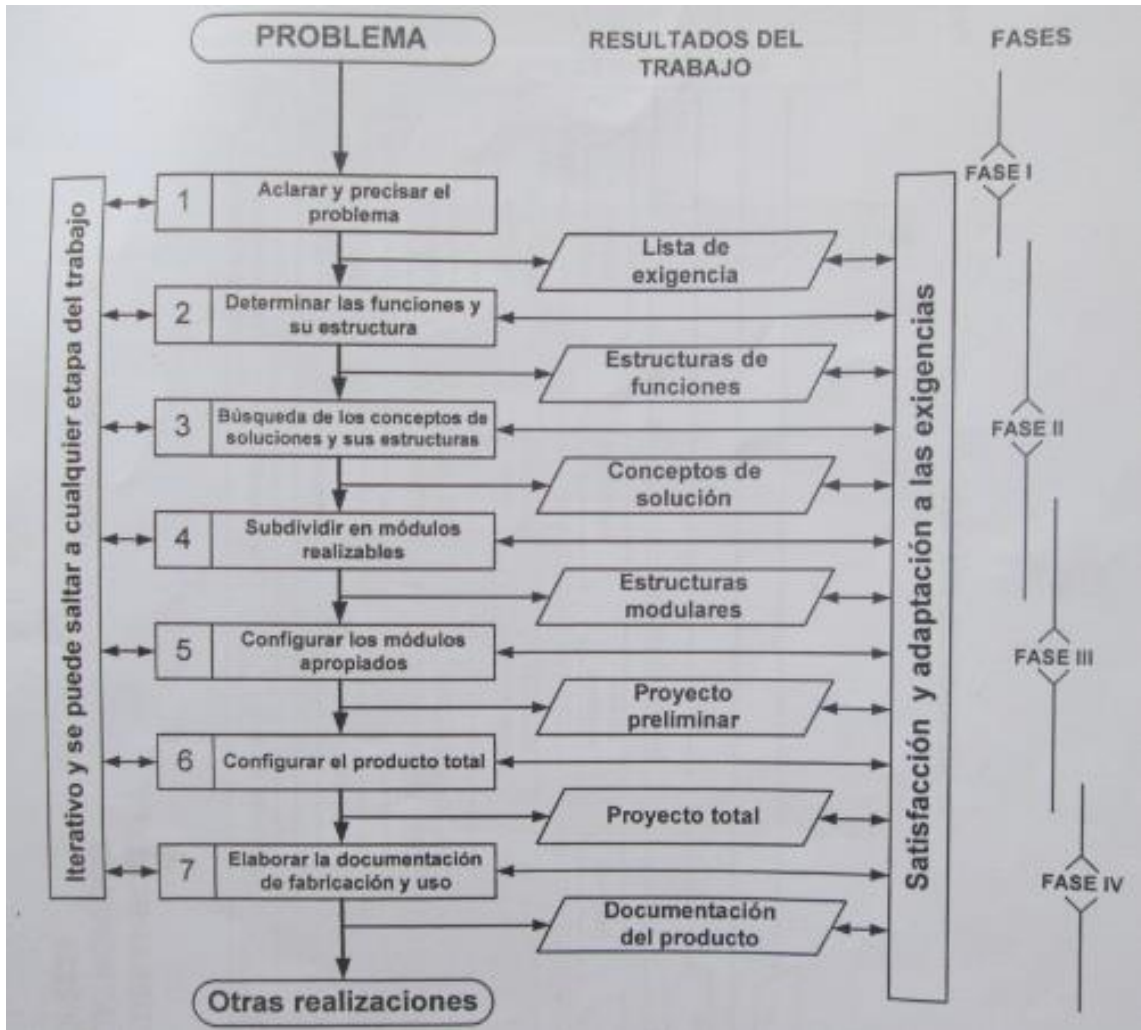 PROBLEMA
RESULTADOS DEL
TRABAJO
FASES
Iterativo y se puede saltar a cualquier etapa del trabajo
1
Aclarar y precisar el
problema
Lista de
exigencia
2
Determinar las funciones y
su estructura
Estructuras de
funciones
3
Búsqueda de los conceptos de
soluciones y sus estructuras
Conceptos de
solución
4
Subdividir en módulos
realizables
Estructuras
modulares
5
Configurar los módulos
apropiados
Proyecto
preliminar
6
Configurar el producto total
Proyecto total
7
Elaborar la documentación
de fabricación y uso
Documentación
del producto
Otras realizaciones
Satisfacción y adaptación a las exigencias
FASE I
FASE II
FASE III
FASE IV